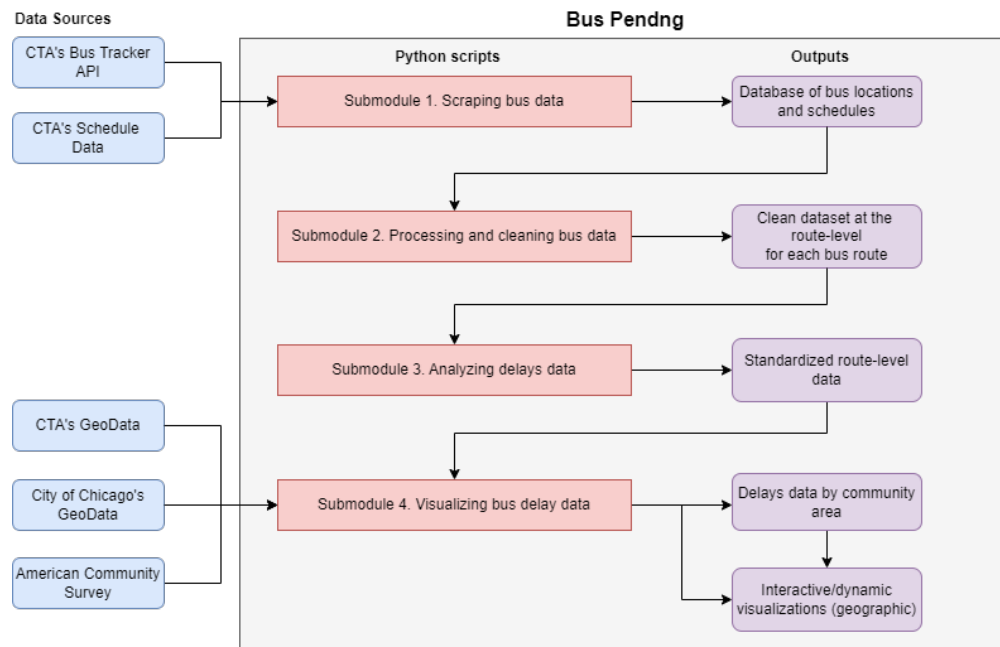 Data Sources
Bus Pendng
CTA's Bus Tracker
API
CTA's Schedule
Data
Python scripts
Outputs
Submodule 1. Scraping bus data
Database of bus locations
and schedules
Submodule 2. Processing and cleaning bus data
Clean dataset at the
route-level
for each bus route
Submodule 3. Analyzing delays data
Standardized route-level
data
CTA's GeoData
City of Chicago's
GeoData
American Community
Survey
Submodule 4. Visualizing bus delay data
Delays data by community
area
Interactive/dynamic
visualizations (geographic)